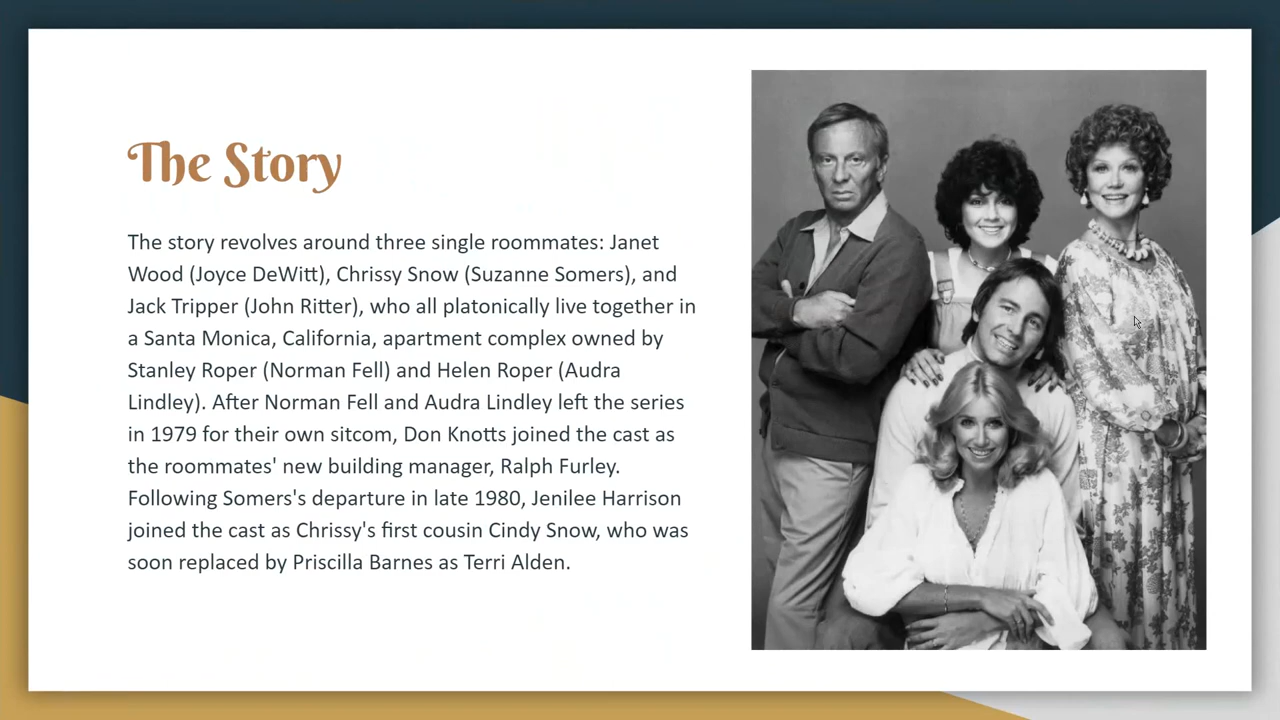 The Story
The story revolves around three single roommates: Janet
Wood (Joyce DeWitt), Chrissy Snow (Suzanne Somers), and
Jack Tripper (John Ritter), who all platonically live together in
a Santa Monica, California, apartment complex owned by
Stanley Roper (Norman Fell) and Helen Roper (Audra
Lindley). After Norman Fell and Audra Lindley left the series
in 1979 for their own sitcom, Don Knotts joined the cast as
the roommates' new building manager, Ralph Furley.
Following Somers's departure in late 1980, Jenilee Harrison
joined the cast as Chrissy's first cousin Cindy Snow, who was
soon replaced by Priscilla Barnes as Terri Alden.